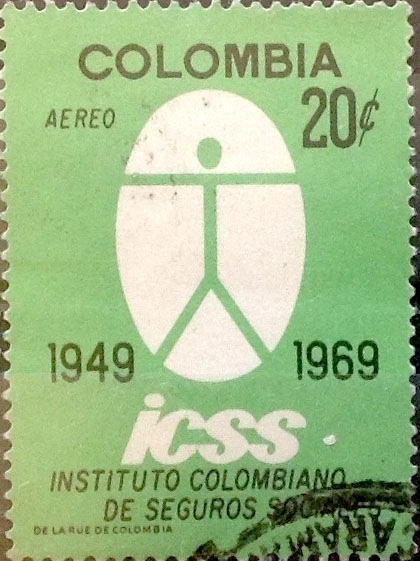 COLOMBIA
AEREO 20¢
1949 1969
icss
INSTITUTO COLOMBIANO
DE SEGUROS SOCIALES
DE LA RUE DE COLOMBIA